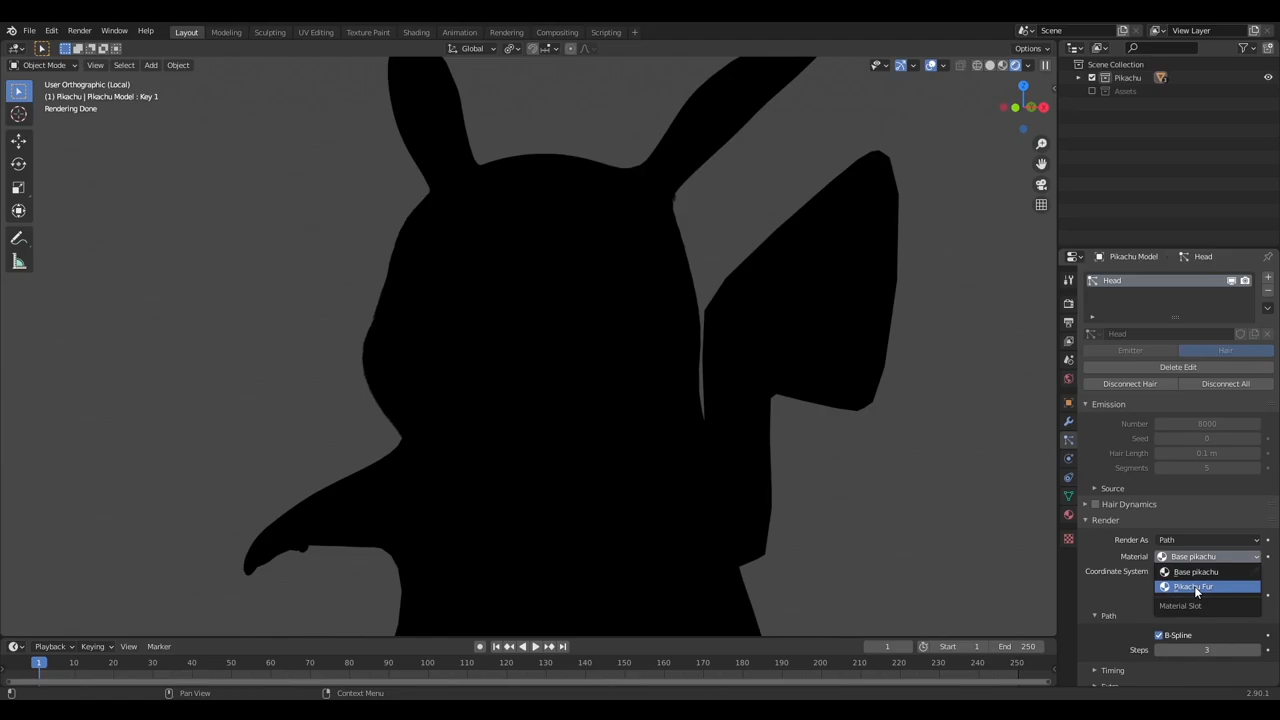 File Edit Render Window Help
Layout Modeling Sculpting UV Editing Texture Paint Shading Animation Rendering Compositing Scripting +
Scene
View Layer
Global
Options
Object Mode View Select Add Object
User Orthographic (Local)
(1) Pikachu | Pikachu Model : Key 1
Rendering Done
Z
Y
X
Scene Collection
Pikachu
Assets
Pikachu Model
Head
Head
Head
Emitter Hair
Delete Edit
Disconnect Hair Disconnect All
Emission
Number 8000
Seed 0
Hair Length 0.1 m
Segments 5
Source
Hair Dynamics
Render
Render As Path
Material Base pikachu
Coordinate System Base pikachu
Pikachu Fur
Material Slot
Path
B-Spline
Steps 3
Timing
Playback Keying View Marker
1
Start 1
End 250
1 10 20 30 40 50 60 70 80 90 100 110 120 130 140 150 160 170 180 190 200 210 220 230 240 250
Pan View
Context Menu
2.90.1